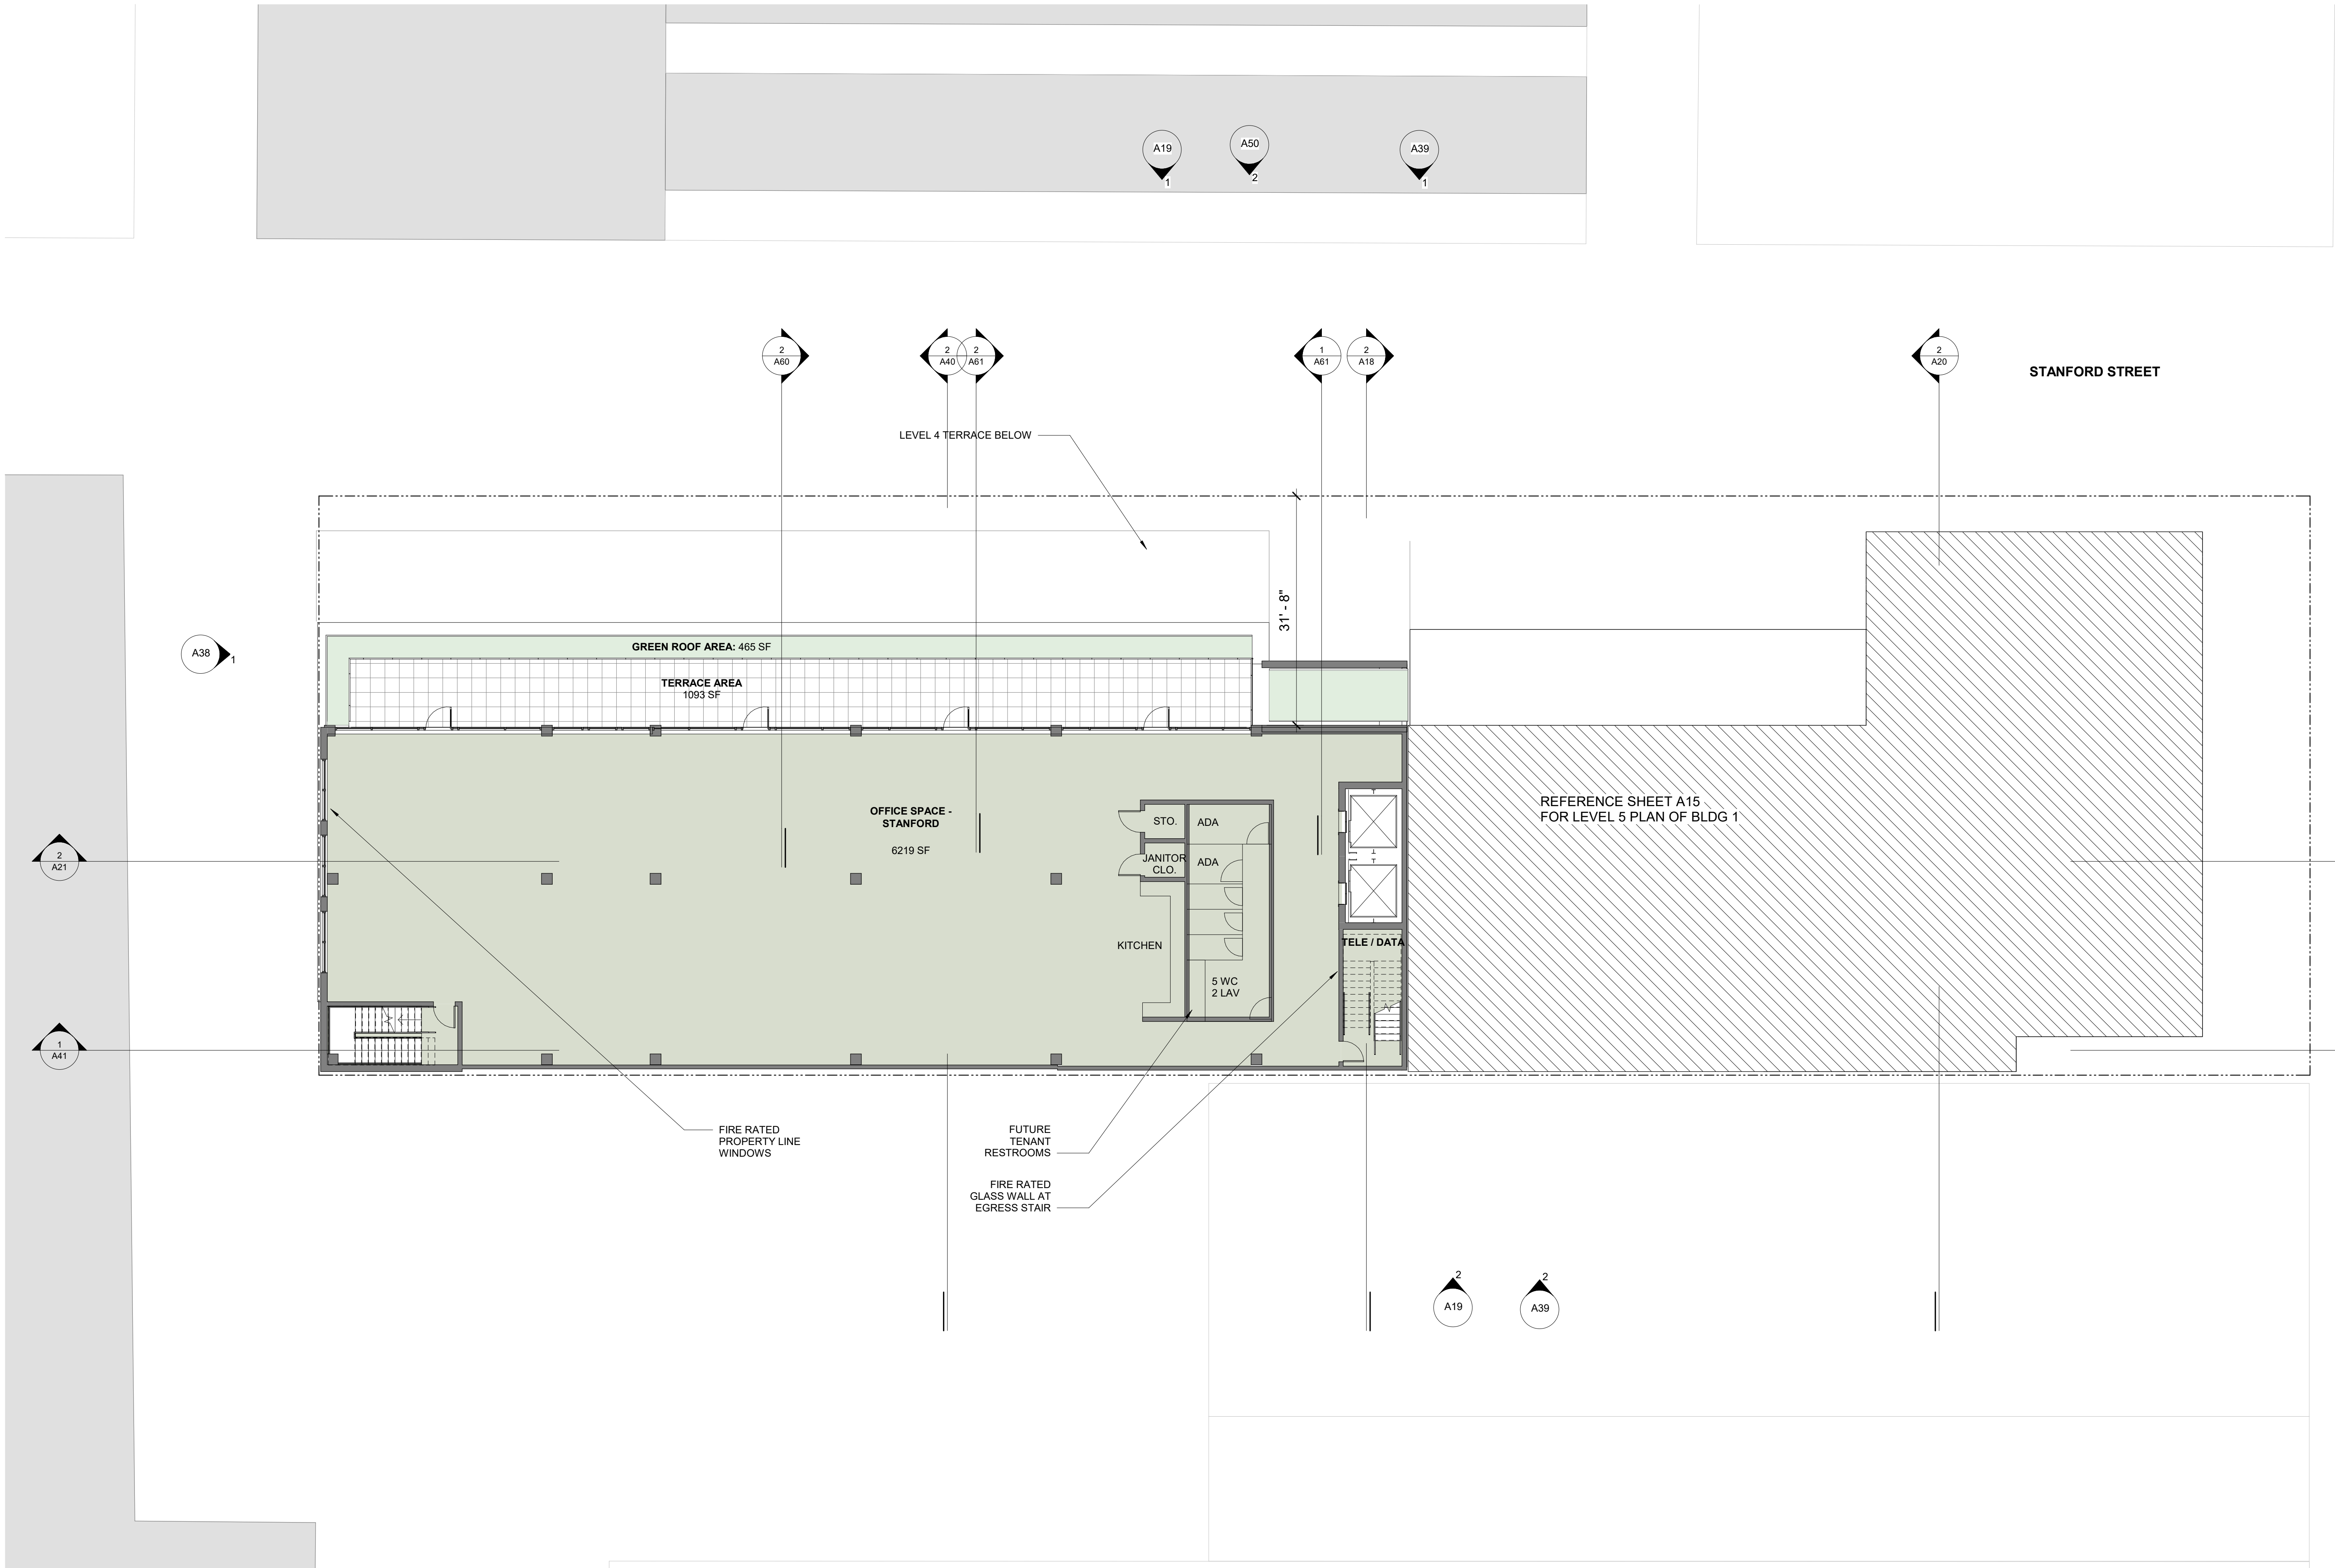 A19
1
A50
2
A39
1
2
A60
2
A40
2
A61
1
A61
2
A18
2
A20
STANFORD STREET
LEVEL 4 TERRACE BELOW
31' - 8"
A38
1
GREEN ROOF AREA: 465 SF
TERRACE AREA
1093 SF
OFFICE SPACE -
STANFORD
6219 SF
STO.
ADA
JANITOR
CLO.
ADA
KITCHEN
5 WC
2 LAV
TELE / DATA
REFERENCE SHEET A15
FOR LEVEL 5 PLAN OF BLDG 1
2
A21
1
A41
FIRE RATED
PROPERTY LINE
WINDOWS
FUTURE
TENANT
RESTROOMS
FIRE RATED
GLASS WALL AT
EGRESS STAIR
2
A19
2
A39